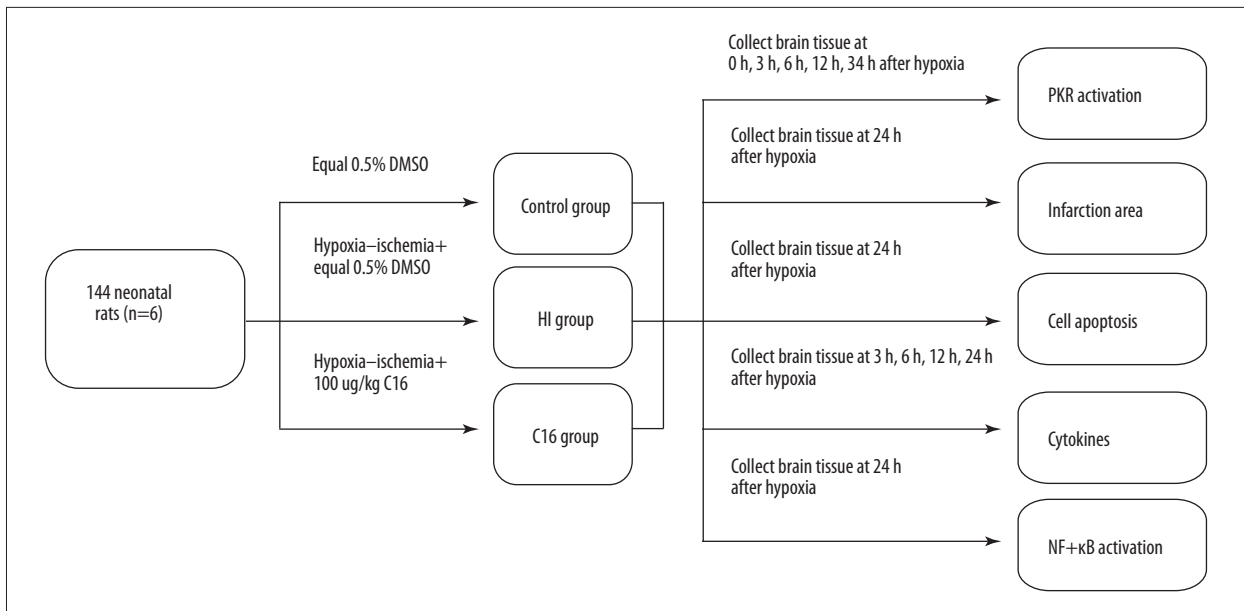 144 neonatal
rats (n=6)
Equal 0.5% DMSO
Hypoxia–ischemia+
equal 0.5% DMSO
Hypoxia–ischemia+
100 ug/kg C16
Control group
HI group
C16 group
Collect brain tissue at
0 h, 3 h, 6 h, 12 h, 34 h after hypoxia
Collect brain tissue at 24 h
after hypoxia
Collect brain tissue at 24 h
after hypoxia
Collect brain tissue at 3 h, 6 h, 12 h, 24 h
after hypoxia
Collect brain tissue at 24 h
after hypoxia
PKR activation
Infarction area
Cell apoptosis
Cytokines
NF+κB activation